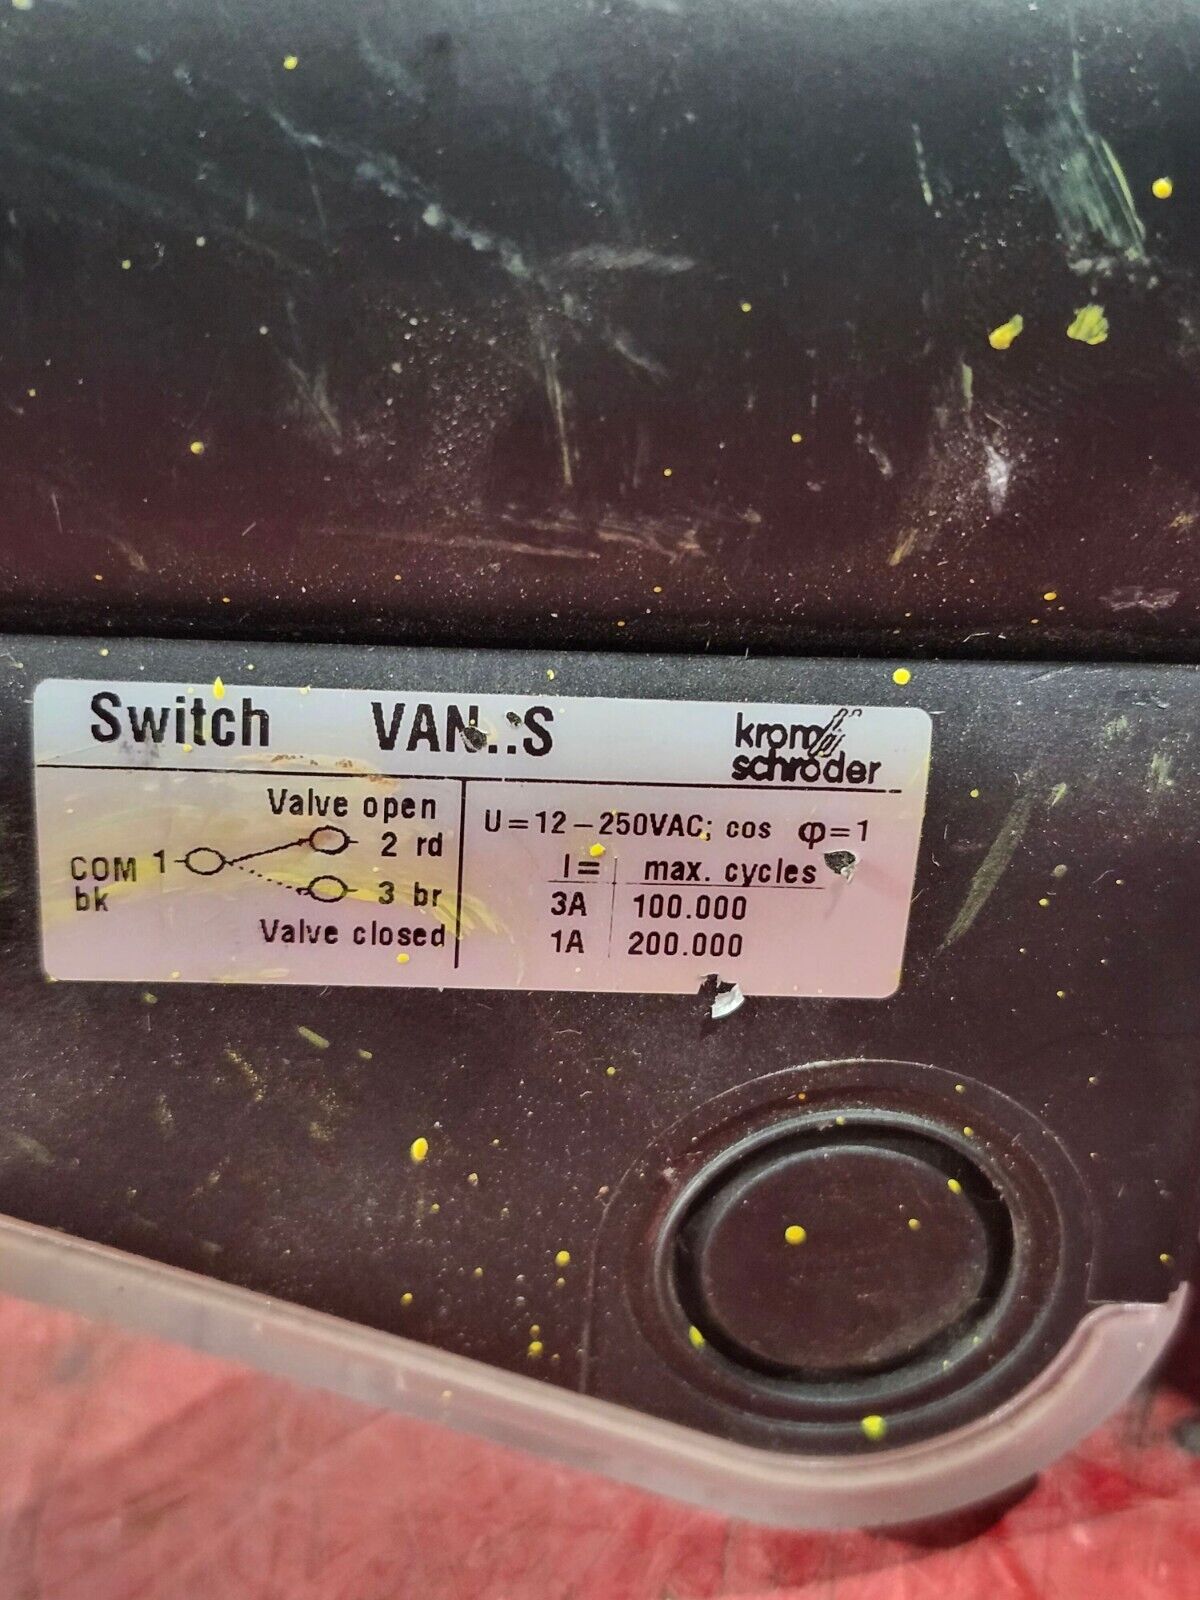 Switch VAN..S
krom
schröder
Valve open
2 rd
COM 1
bk
3 br
Valve closed
U=12–250VAC; cos φ=1
I= max. cycles
3A 100.000
1A 200.000